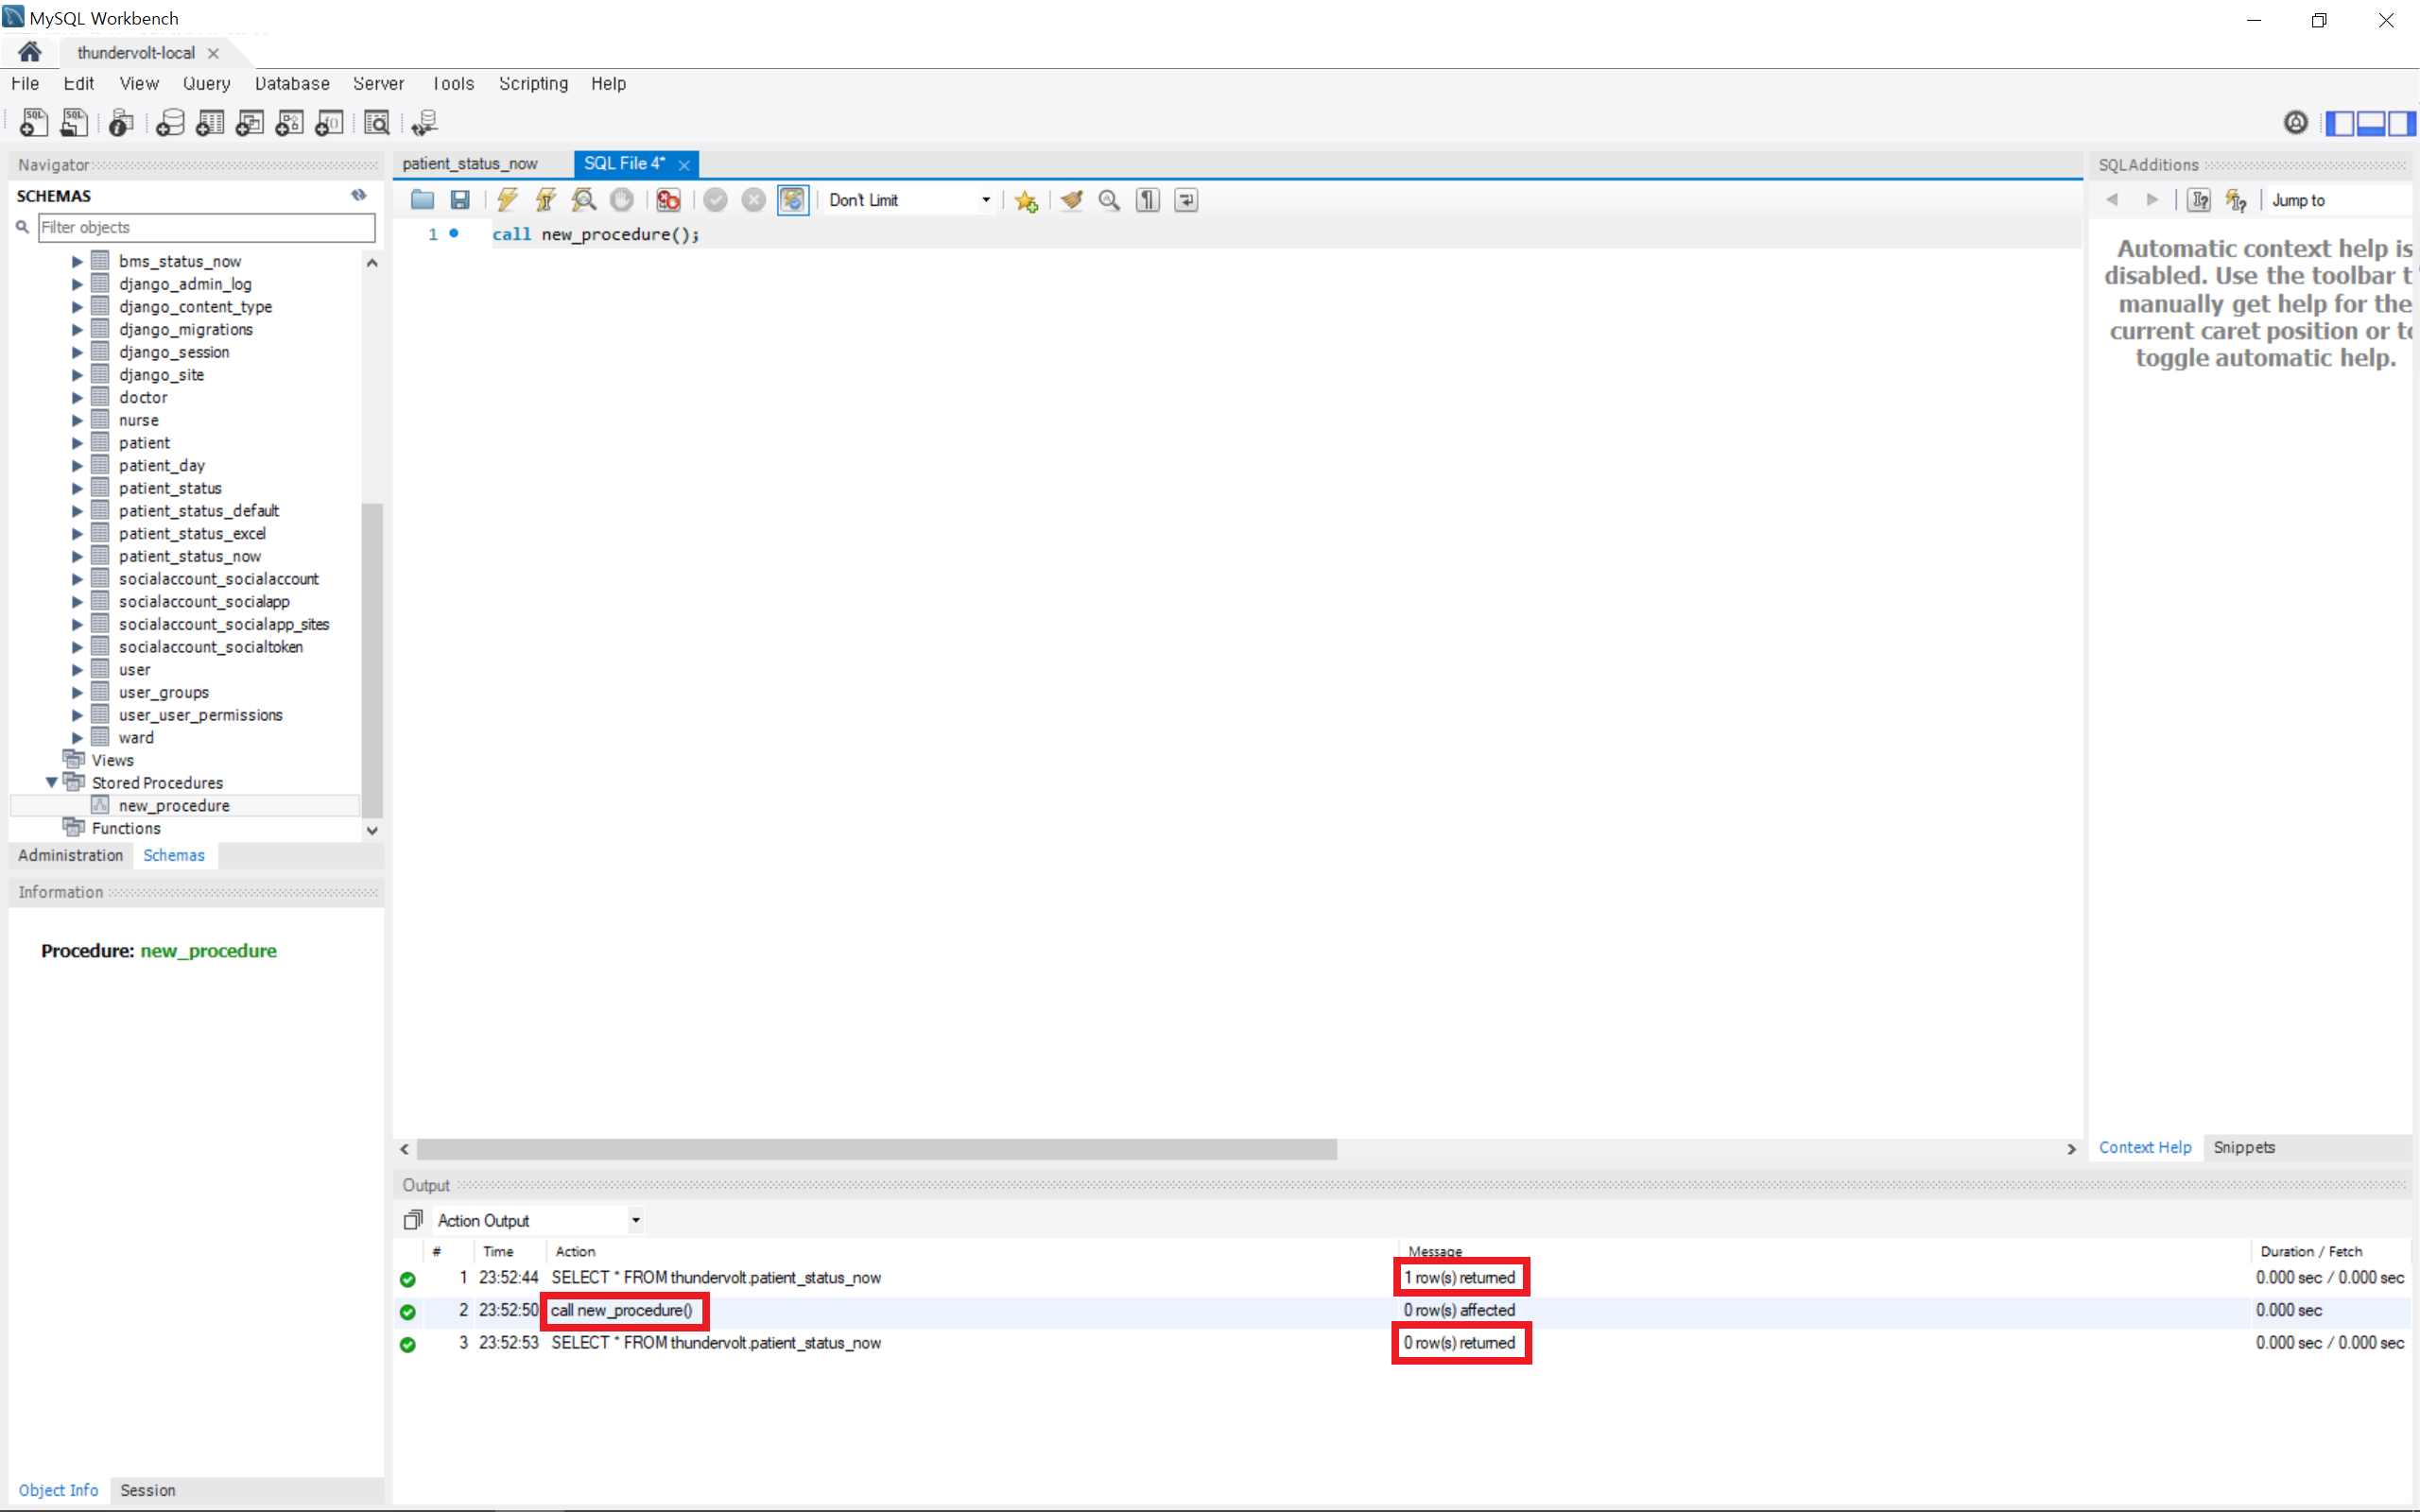 MySQL Workbench
thundervolt-local
File Edit View Query Database Server Tools Scripting Help
Navigator
SCHEMAS
Filter objects
bms_status_now
django_admin_log
django_content_type
django_migrations
django_session
django_site
doctor
nurse
patient
patient_day
patient_status
patient_status_default
patient_status_excel
patient_status_now
socialaccount_socialaccount
socialaccount_socialapp
socialaccount_socialapp_sites
socialaccount_socialtoken
user
user_groups
user_user_permissions
ward
Views
Stored Procedures
new_procedure
Functions
Administration Schemas
Information
Procedure: new_procedure
Object Info Session
patient_status_now SQL File 4*
Don't Limit
1 call new_procedure();
SQLAdditions
Jump to
Automatic context help is
disabled. Use the toolbar t
manually get help for the
current caret position or to
toggle automatic help.
Context Help Snippets
Output
Action Output
# Time Action Message Duration / Fetch
1 23:52:44 SELECT * FROM thundervolt.patient_status_now 1 row(s) returned 0.000 sec / 0.000 sec
2 23:52:50 call new_procedure() 0 row(s) affected 0.000 sec
3 23:52:53 SELECT * FROM thundervolt.patient_status_now 0 row(s) returned 0.000 sec / 0.000 sec